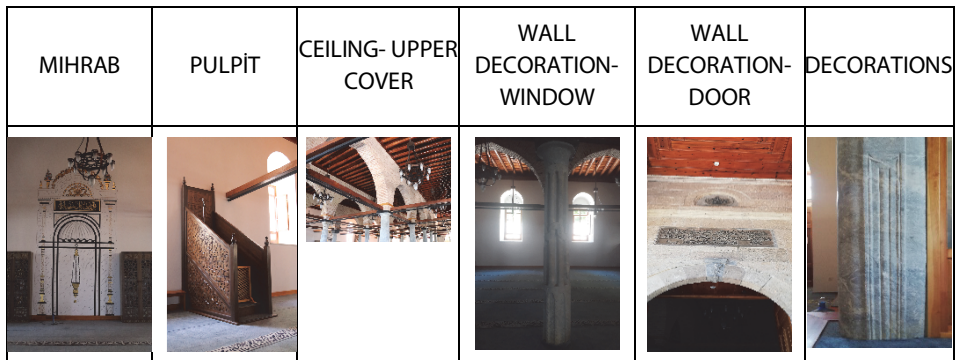 MIHRAB
PULPİT
CEILING- UPPER
COVER
WALL
DECORATION-
WINDOW
WALL
DECORATION-
DOOR
DECORATIONS